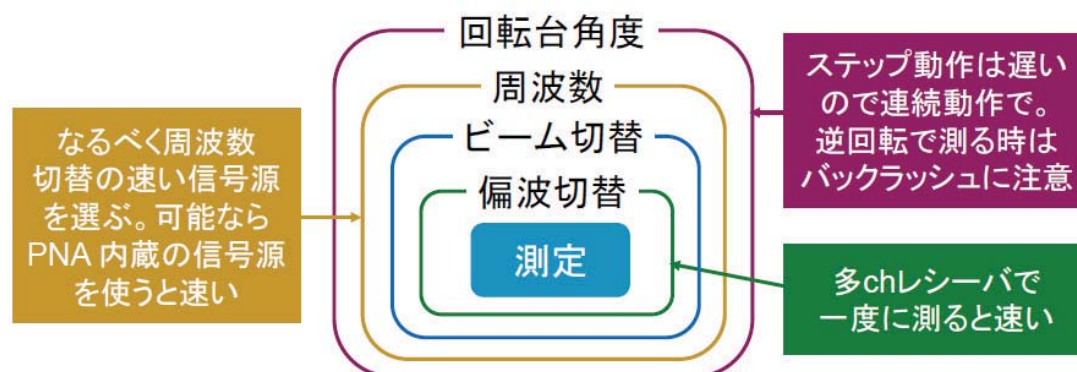 回転台角度
周波数
ビーム切替
偏波切替
測定
なるべく周波数
切替の速い信号源
を選ぶ。可能なら
PNA 内蔵の信号源
を使うと速い
ステップ動作は遅い
ので連続動作で。
逆回転で測る時は
バックラッシュに注意
多chレシーバで
一度に測ると速い